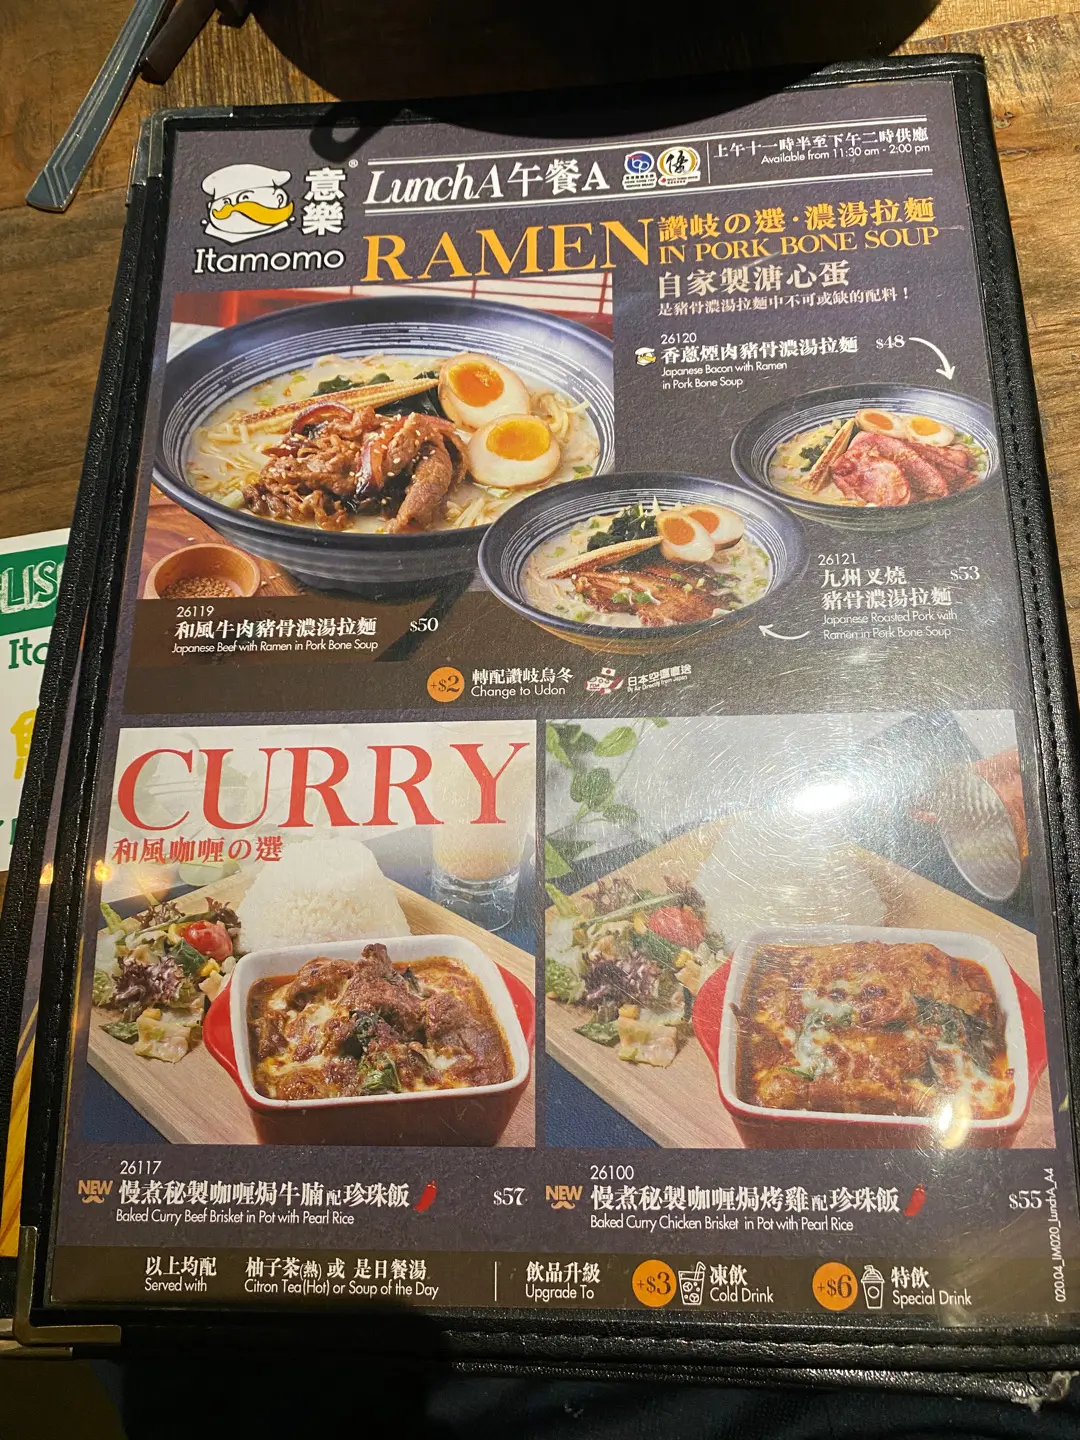 意樂®
Itamomo
LunchA午餐A
上午十一時半至下午二時供應
Available from 11:30 am - 2:00 pm
RAMEN
讚岐の選·濃湯拉麵
IN PORK BONE SOUP
自家製溏心蛋
是豬骨濃湯拉麵中不可或缺的配料！
26120
香蔥煙肉豬骨濃湯拉麵 $48
Japanese Bacon with Ramen
in Pork Bone Soup
26121
九州叉燒 $53
豬骨濃湯拉麵
Japanese Roasted Pork with
Ramen in Pork Bone Soup
26119
和風牛肉豬骨濃湯拉麵 $50
Japanese Beef with Ramen in Pork Bone Soup
+$2 轉配讚岐烏冬
Change to Udon
日本空運直送
By Air Directly from Japan
CURRY
和風咖喱の選
26117
NEW 慢煮秘製咖喱焗牛腩配珍珠飯 $57
Baked Curry Beef Brisket in Pot with Pearl Rice
26100
NEW 慢煮秘製咖喱焗烤雞配珍珠飯 $55
Baked Curry Chicken Brisket in Pot with Pearl Rice
以上均配 柚子茶(熱) 或 是日餐湯
Served with Citron Tea(Hot) or Soup of the Day
飲品升級
Upgrade To
+$3 凍飲
Cold Drink
+$6 特飲
Special Drink
020.04_IM020_LunchA_A4
LIS
Ito